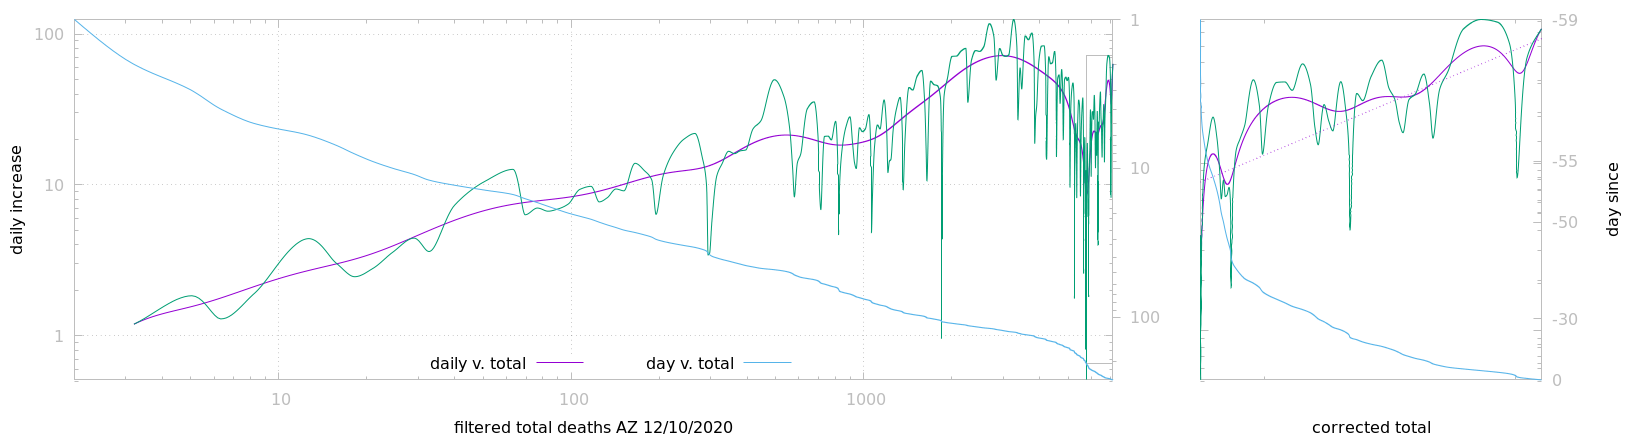 100
10
1
daily increase
daily v. total
day v. total
10
100
1000
filtered total deaths AZ 12/10/2020
1
10
100
-59
-55
-50
-30
0
day since
corrected total